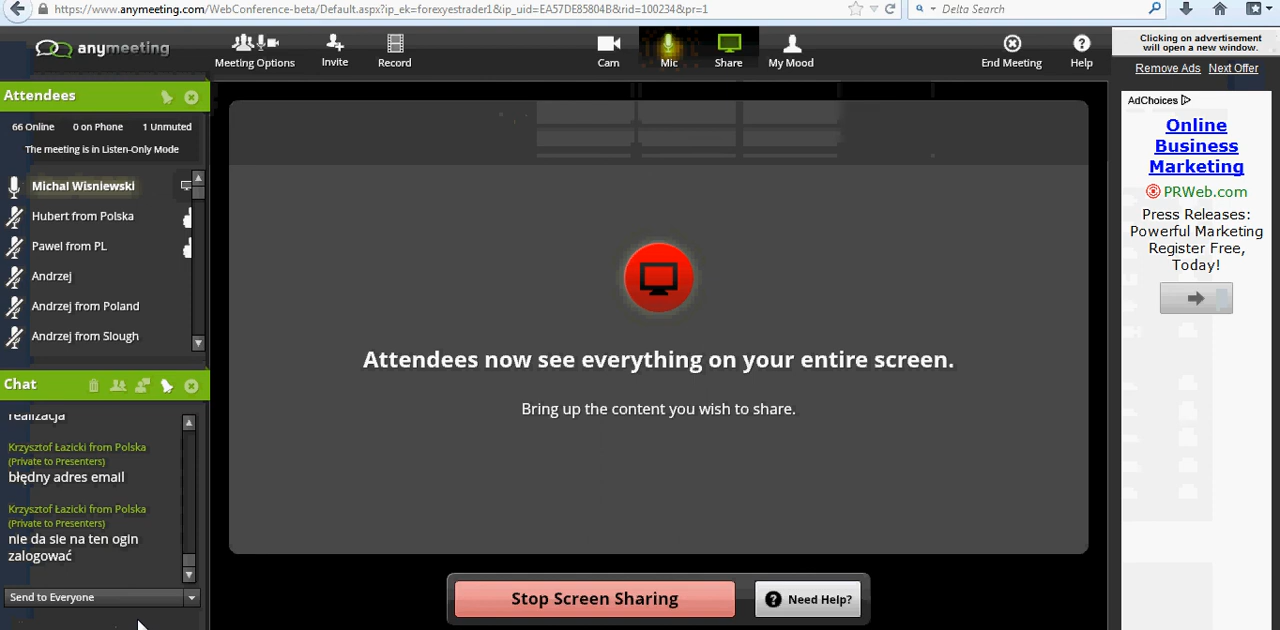 https://www.anymeeting.com/WebConference-beta/Default.aspx?ip_ek=forexyestrader1&ip_uid=EA57DE85804B&rid=100234&pr=1
Delta Search
anymeeting
Meeting Options
Invite
Record
Cam
Mic
Share
My Mood
End Meeting
Help
Clicking on advertisement
will open a new window.
Remove Ads Next Offer
Attendees
66 Online 0 on Phone 1 Unmuted
The meeting is in Listen-Only Mode
Michal Wisniewski
Hubert from Polska
Pawel from PL
Andrzej
Andrzej from Poland
Andrzej from Slough
Chat
realizacja
Krzysztof Łazicki from Polska
(Private to Presenters)
błędny adres email
Krzysztof Łazicki from Polska
(Private to Presenters)
nie da sie na ten ogin
zalogować
Send to Everyone
Attendees now see everything on your entire screen.
Bring up the content you wish to share.
Stop Screen Sharing
Need Help?
AdChoices
Online
Business
Marketing
PRWeb.com
Press Releases:
Powerful Marketing
Register Free,
Today!